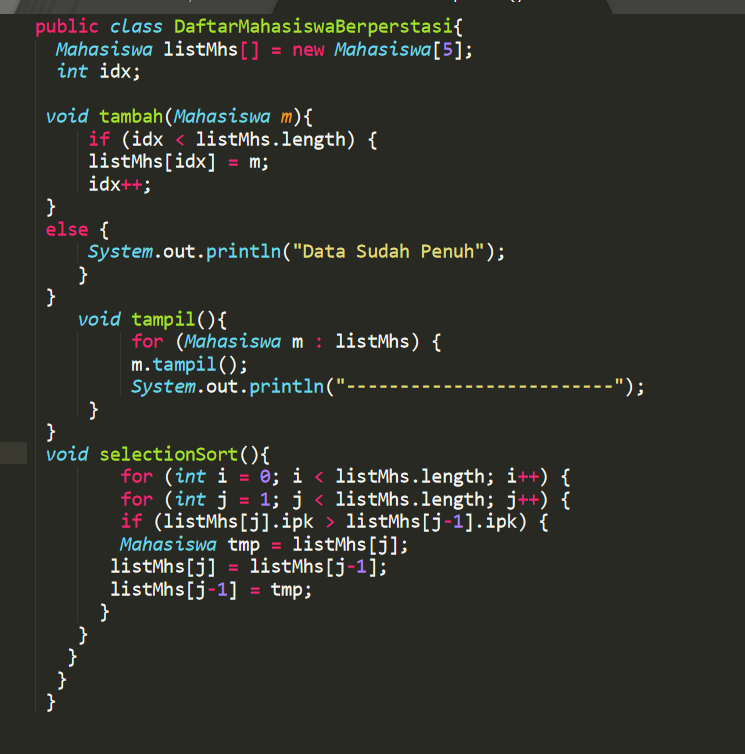 public class DaftarMahasiswaBerperstasi{
Mahasiswa listMhs[] = new Mahasiswa[5];
int idx;
void tambah(Mahasiswa m){
if (idx < listMhs.length) {
listMhs[idx] = m;
idx++;
}
else {
System.out.println("Data Sudah Penuh");
}
}
void tampil(){
for (Mahasiswa m : listMhs) {
m.tampil();
System.out.println("-------------------------");
}
}
void selectionSort(){
for (int i = 0; i < listMhs.length; i++) {
for (int j = 1; j < listMhs.length; j++) {
if (listMhs[j].ipk > listMhs[j-1].ipk) {
Mahasiswa tmp = listMhs[j];
listMhs[j] = listMhs[j-1];
listMhs[j-1] = tmp;
}
}
}
}
}